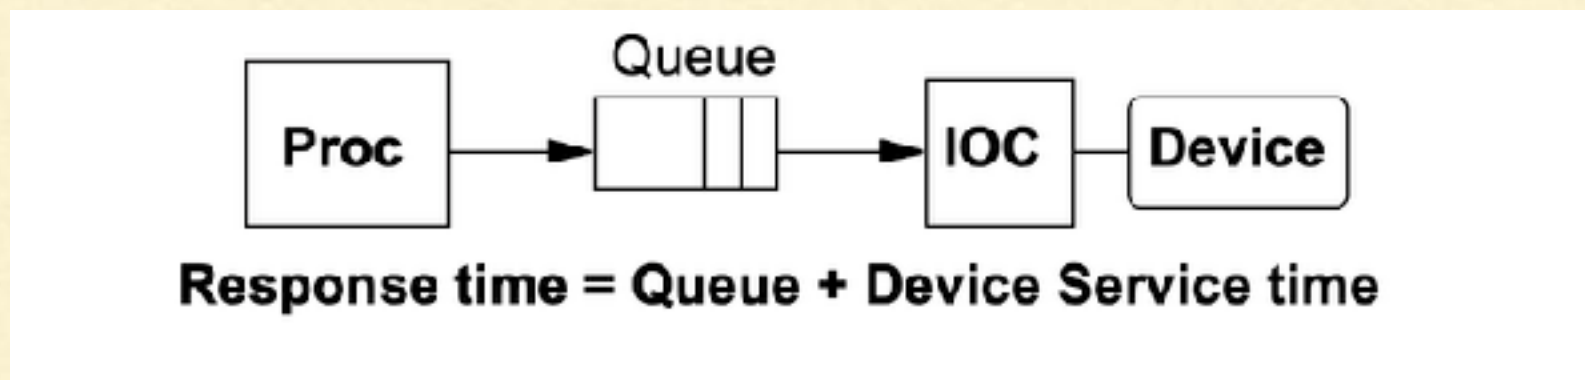 Queue
Proc
IOC
Device
Response time = Queue + Device Service time